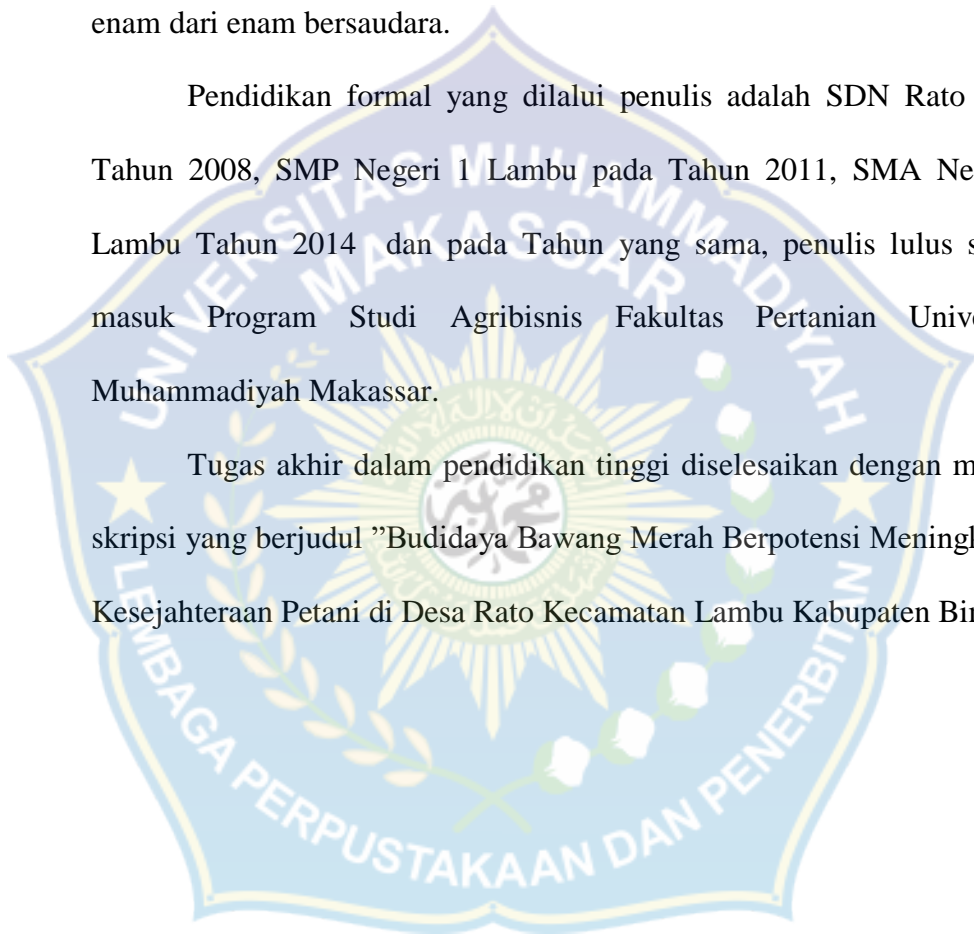 enam dari enam bersaudara.
Pendidikan formal yang dilalui penulis adalah SDN Rato
Tahun 2008, SMP Negeri 1 Lambu pada Tahun 2011, SMA Ne
Lambu Tahun 2014 dan pada Tahun yang sama, penulis lulus s
masuk Program Studi Agribisnis Fakultas Pertanian Unive
Muhammadiyah Makassar.
Tugas akhir dalam pendidikan tinggi diselesaikan dengan m
skripsi yang berjudul ”Budidaya Bawang Merah Berpotensi Meningk
Kesejahteraan Petani di Desa Rato Kecamatan Lambu Kabupaten Bi
UNIVERSITAS MUHAMMADIYAH
MAKASSAR
LEMBAGA PERPUSTAKAAN DAN PENERBITAN